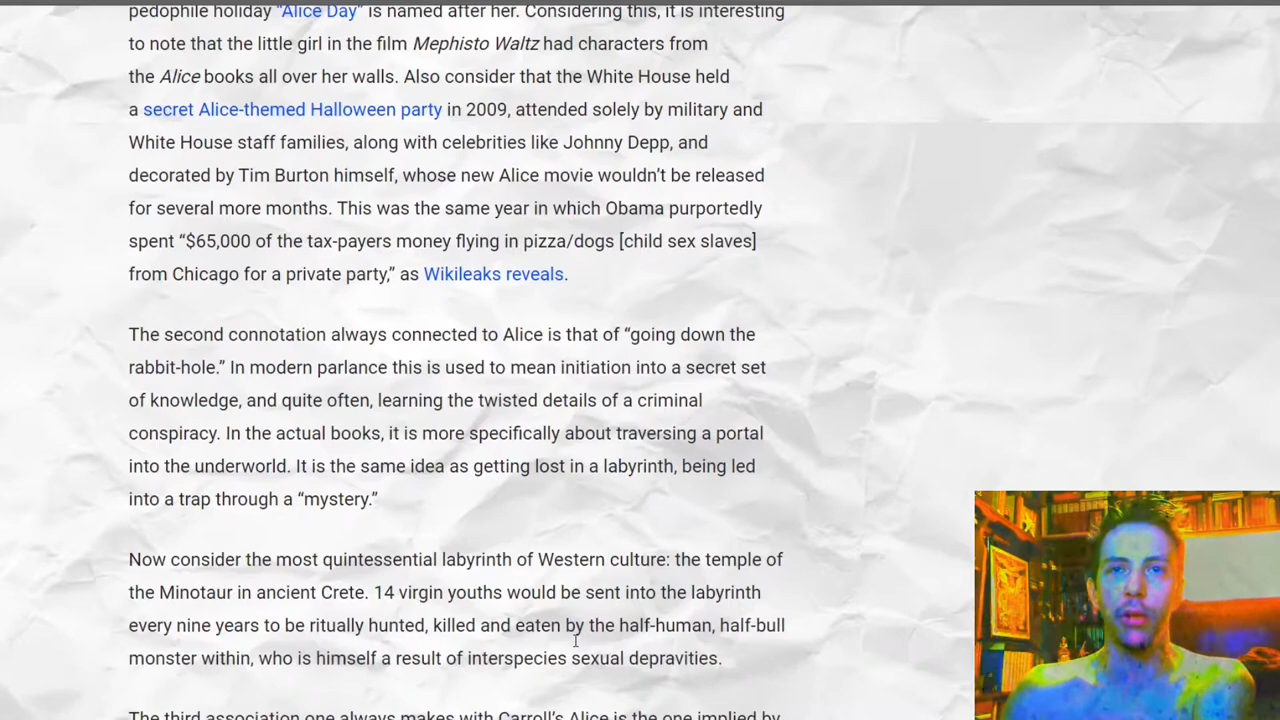 pedophile holiday “Alice Day” is named after her. Considering this, it is interesting
to note that the little girl in the film Mephisto Waltz had characters from
the Alice books all over her walls. Also consider that the White House held
a secret Alice-themed Halloween party in 2009, attended solely by military and
White House staff families, along with celebrities like Johnny Depp, and
decorated by Tim Burton himself, whose new Alice movie wouldn’t be released
for several more months. This was the same year in which Obama purportedly
spent “$65,000 of the tax-payers money flying in pizza/dogs [child sex slaves]
from Chicago for a private party,” as Wikileaks reveals.
The second connotation always connected to Alice is that of “going down the
rabbit-hole.” In modern parlance this is used to mean initiation into a secret set
of knowledge, and quite often, learning the twisted details of a criminal
conspiracy. In the actual books, it is more specifically about traversing a portal
into the underworld. It is the same idea as getting lost in a labyrinth, being led
into a trap through a “mystery.”
Now consider the most quintessential labyrinth of Western culture: the temple of
the Minotaur in ancient Crete. 14 virgin youths would be sent into the labyrinth
every nine years to be ritually hunted, killed and eaten by the half-human, half-bull
monster within, who is himself a result of interspecies sexual depravities.
The third association one always makes with Carroll’s Alice is the one implied by